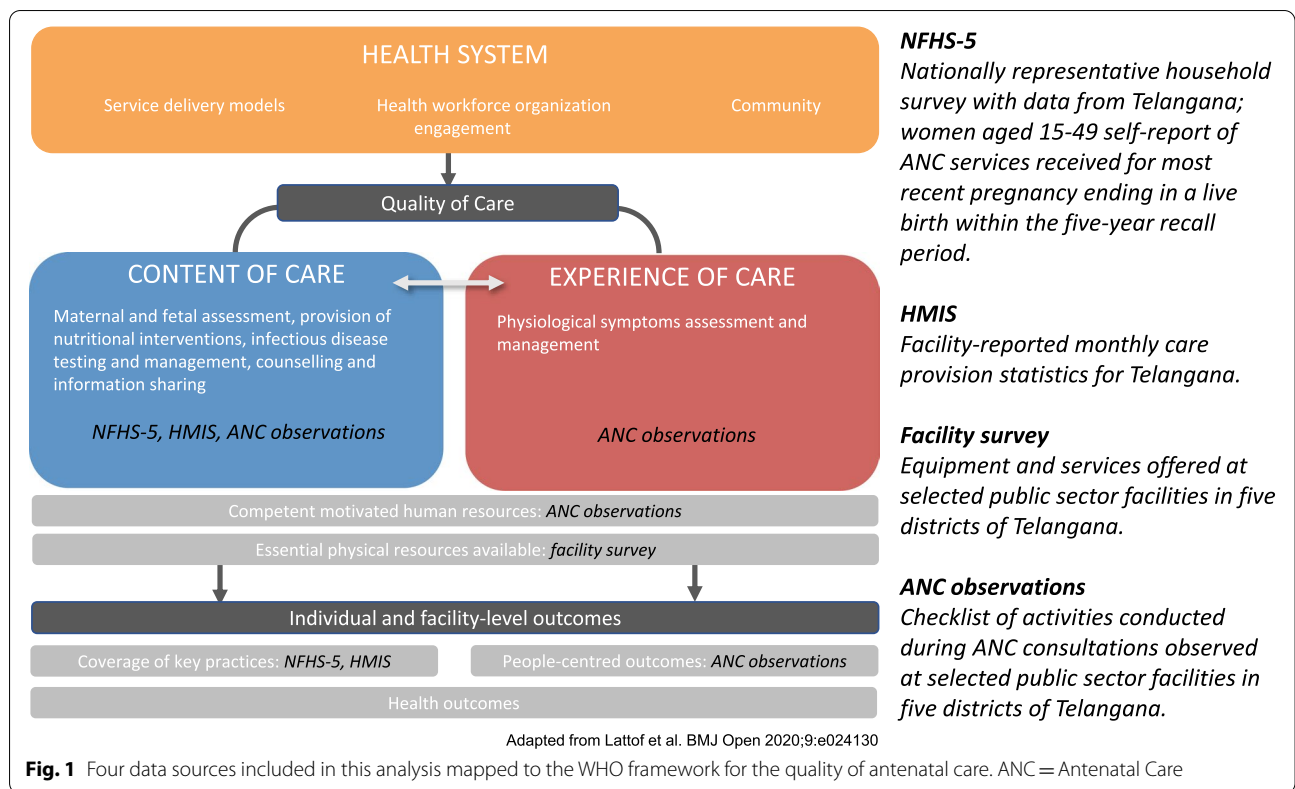 HEALTH SYSTEM
Service delivery models
Health workforce organization
engagement
Community
Quality of Care
CONTENT OF CARE
Maternal and fetal assessment, provision of
nutritional interventions, infectious disease
testing and management, counselling and
information sharing
NFHS-5, HMIS, ANC observations
EXPERIENCE OF CARE
Physiological symptoms assessment and
management
ANC observations
Competent motivated human resources: ANC observations
Essential physical resources available: facility survey
Individual and facility-level outcomes
Coverage of key practices: NFHS-5, HMIS
People-centred outcomes: ANC observations
Health outcomes
Adapted from Lattof et al. BMJ Open 2020;9:e024130
NFHS-5
Nationally representative household
survey with data from Telangana;
women aged 15-49 self-report of
ANC services received for most
recent pregnancy ending in a live
birth within the five-year recall
period.
HMIS
Facility-reported monthly care
provision statistics for Telangana.
Facility survey
Equipment and services offered at
selected public sector facilities in five
districts of Telangana.
ANC observations
Checklist of activities conducted
during ANC consultations observed
at selected public sector facilities in
five districts of Telangana.
Fig. 1 Four data sources included in this analysis mapped to the WHO framework for the quality of antenatal care. ANC = Antenatal Care